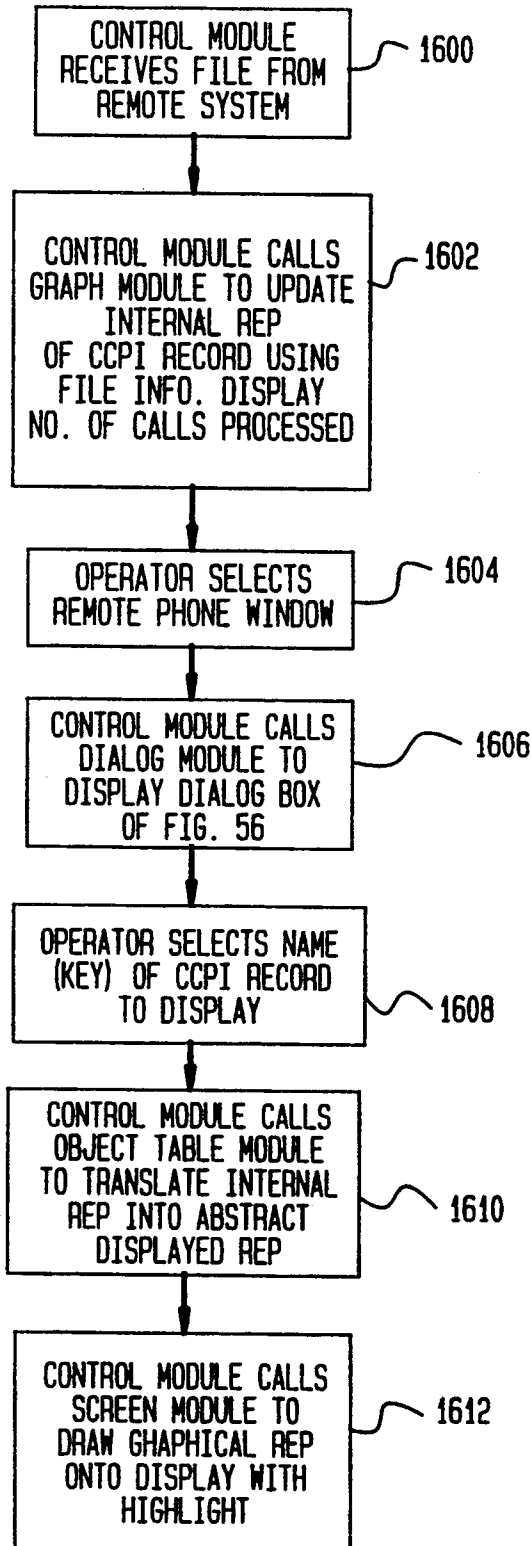 CONTROL MODULE
RECEIVES FILE FROM
REMOTE SYSTEM
1600
CONTROL MODULE CALLS
GRAPH MODULE TO UPDATE
INTERNAL REP
OF CCPI RECORD USING
FILE INFO. DISPLAY
NO. OF CALLS PROCESSED
1602
OPERATOR SELECTS
REMOTE PHONE WINDOW
1604
CONTROL MODULE CALLS
DIALOG MODULE TO
DISPLAY DIALOG BOX
OF FIG. 56
1606
OPERATOR SELECTS NAME
(KEY) OF CCPI RECORD
TO DISPLAY
1608
CONTROL MODULE CALLS
OBJECT TABLE MODULE
TO TRANSLATE INTERNAL
REP INTO ABSTRACT
DISPLAYED REP
1610
CONTROL MODULE CALLS
SCREEN MODULE TO
DRAW GHAPHICAL REP
ONTO DISPLAY WITH
HIGHLIGHT
1612